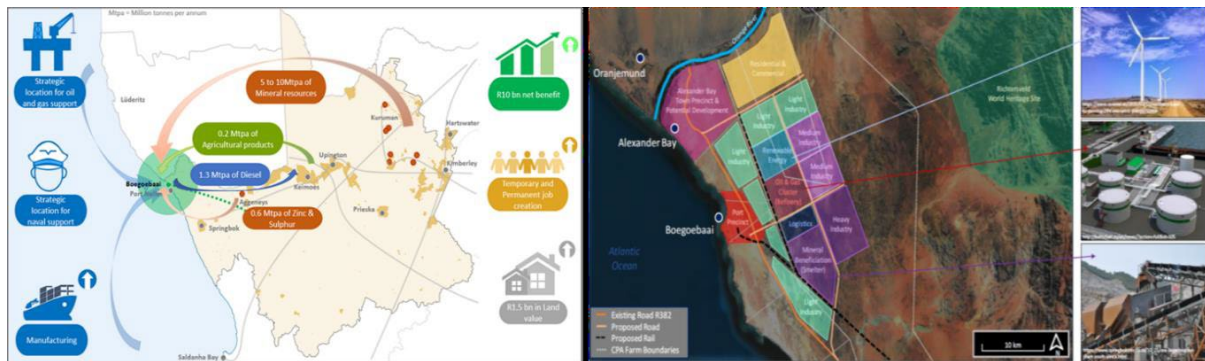 Mtpa = Million tonnes per annum
Strategic
location for oil
and gas support
Strategic
location for
naval support
Manufacturing
Lüderitz
5 to 10Mtpa of
Mineral resources
0.2 Mtpa of
Agricultural products
1.3 Mtpa of Diesel
0.6 Mtpa of Zinc &
Sulphur
Boegoebaai
Port Nolloth
Springbok
Aggeneys
Keimoes
Upington
Prieska
Kuruman
Hartswater
Kimberley
Saldanha Bay
R10 bn net benefit
Temporary and
Permanent job
creation
R1,5 bn in Land
value
Oranjemund
Orange River
Alexander Bay
Boegoebaai
Atlantic
Ocean
Residential &
Commercial
Alexander Bay
Town Precinct &
Potential Development
Light
Industry
Light
Industry
Medium
Industry
Renewable
Energy
Medium
Industry
Oil & Gas
Cluster
(Refinery)
Port
Precinct
Logistics
Heavy
Industry
Mineral
Beneficiation
(Smelter)
Light
Industry
Richtersveld
World Heritage Site
Existing Road R382
Proposed Road
Proposed Rail
CPA Farm Boundaries
10 km